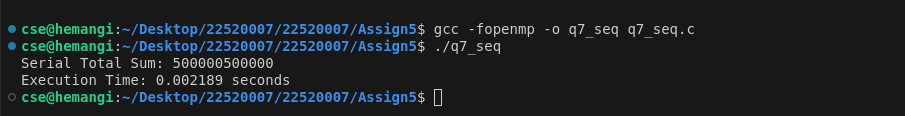 cse@hemangi:~/Desktop/22520007/22520007/Assign5$ gcc -fopenmp -o q7_seq q7_seq.c
cse@hemangi:~/Desktop/22520007/22520007/Assign5$ ./q7_seq
Serial Total Sum: 500000500000
Execution Time: 0.002189 seconds
cse@hemangi:~/Desktop/22520007/22520007/Assign5$